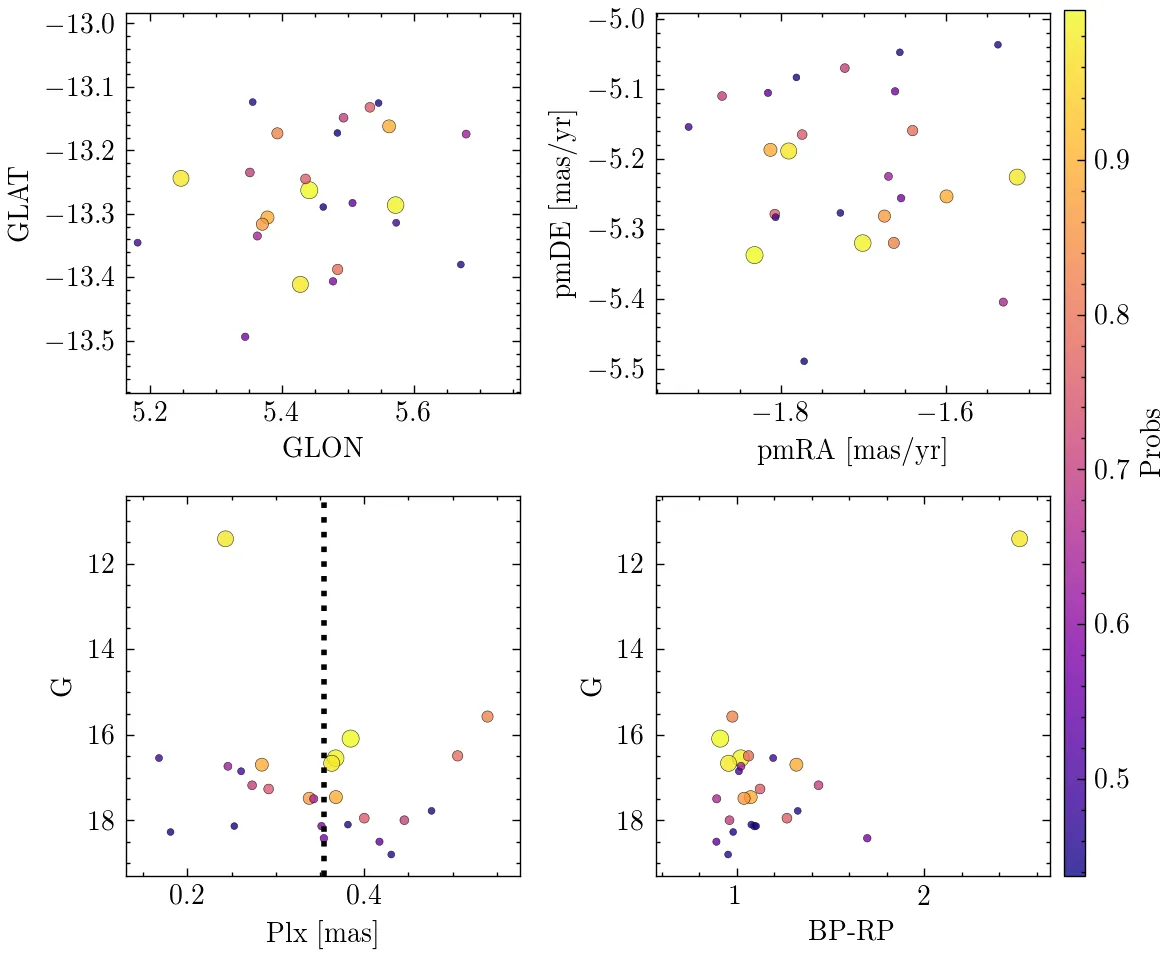 −13.0
−13.1
−13.2
−13.3
−13.4
−13.5
GLAT
5.2 5.4 5.6
GLON
−5.0
−5.1
−5.2
−5.3
−5.4
−5.5
pmDE [mas/yr]
−1.8 −1.6
pmRA [mas/yr]
0.9
0.8
0.7
0.6
0.5
Probs
12
14
16
18
G
0.2 0.4
Plx [mas]
12
14
16
18
G
1 2
BP-RP